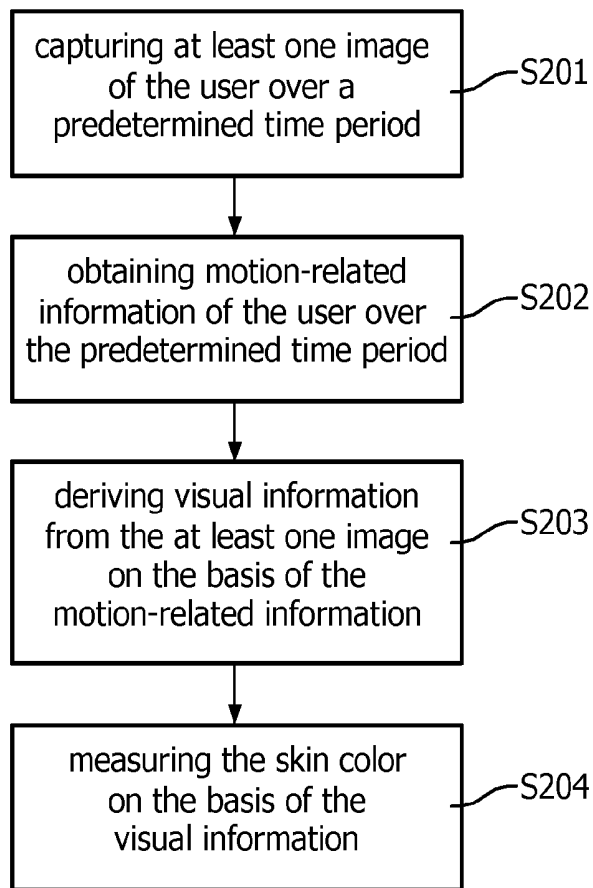 capturing at least one image
of the user over a
predetermined time period
S201
obtaining motion-related
information of the user over
the predetermined time period
S202
deriving visual information
from the at least one image
on the basis of the
motion-related information
S203
measuring the skin color
on the basis of the
visual information
S204